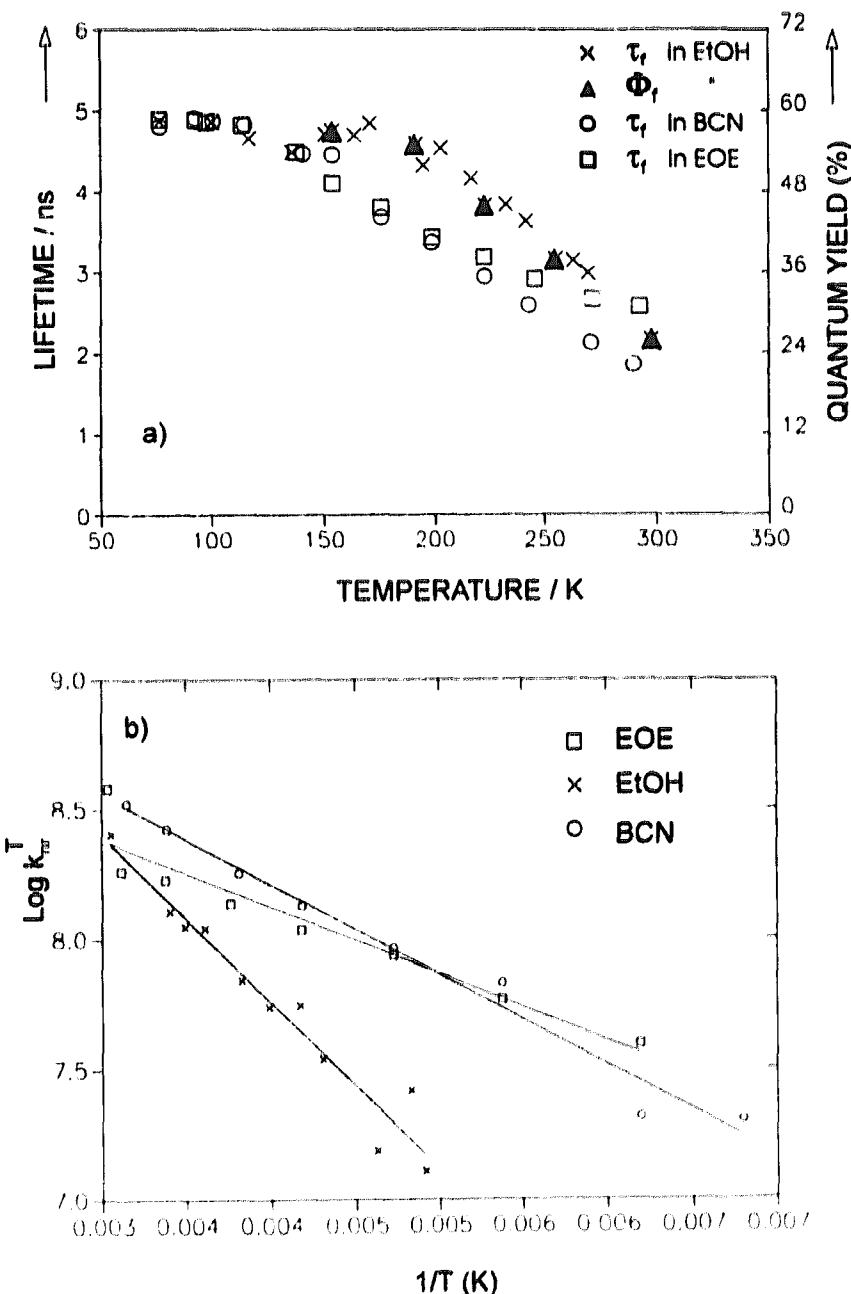 6
5
4
3
2
1
0
LIFETIME / ns
72
60
48
36
24
12
0
QUANTUM YIELD (%)
× τf in EtOH
▲ Φf "
○ τf in BCN
□ τf in EOE
a)
50 100 150 200 250 300 350
TEMPERATURE / K
9.0
8.5
8.0
7.5
7.0
Log k T nr
b)
□ EOE
× EtOH
○ BCN
0.003 0.004 0.004 0.005 0.005 0.006 0.006 0.007 0.007
1/T (K)